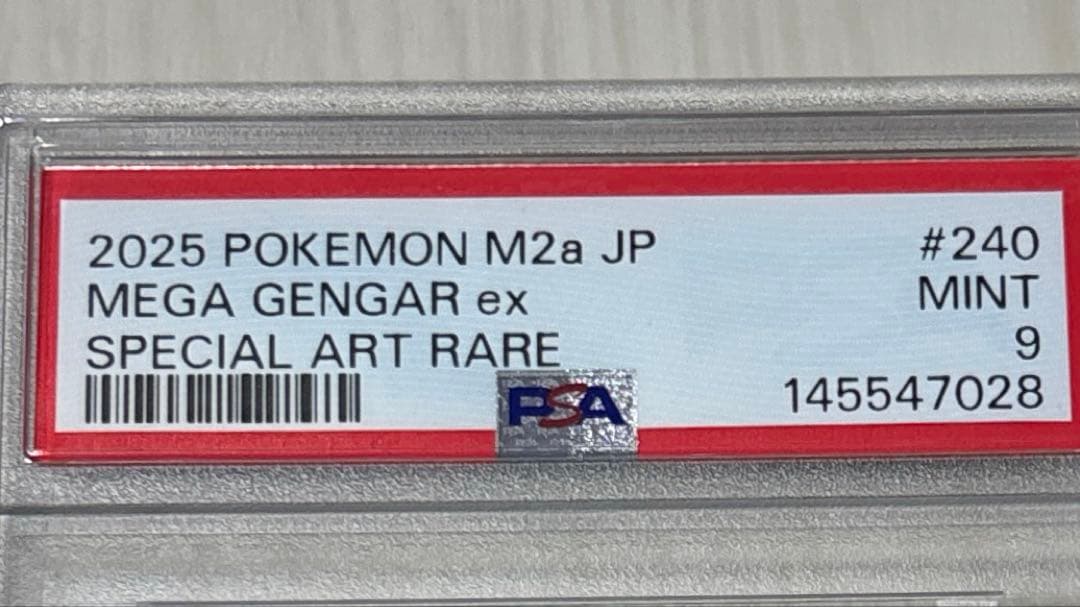 2025 POKEMON M2a JP #240
MEGA GENGAR ex MINT
SPECIAL ART RARE 9
PSA 145547028